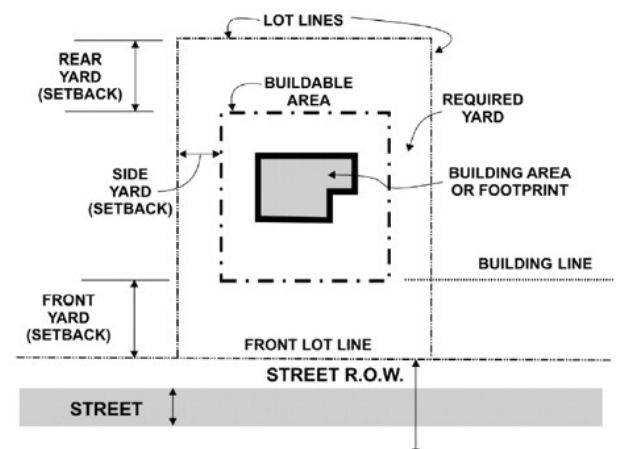 LOT LINES
REAR
YARD
(SETBACK)
BUILDABLE
AREA
REQUIRED
YARD
SIDE
YARD
(SETBACK)
BUILDING AREA
OR FOOTPRINT
BUILDING LINE
FRONT
YARD
(SETBACK)
FRONT LOT LINE
STREET R.O.W.
STREET